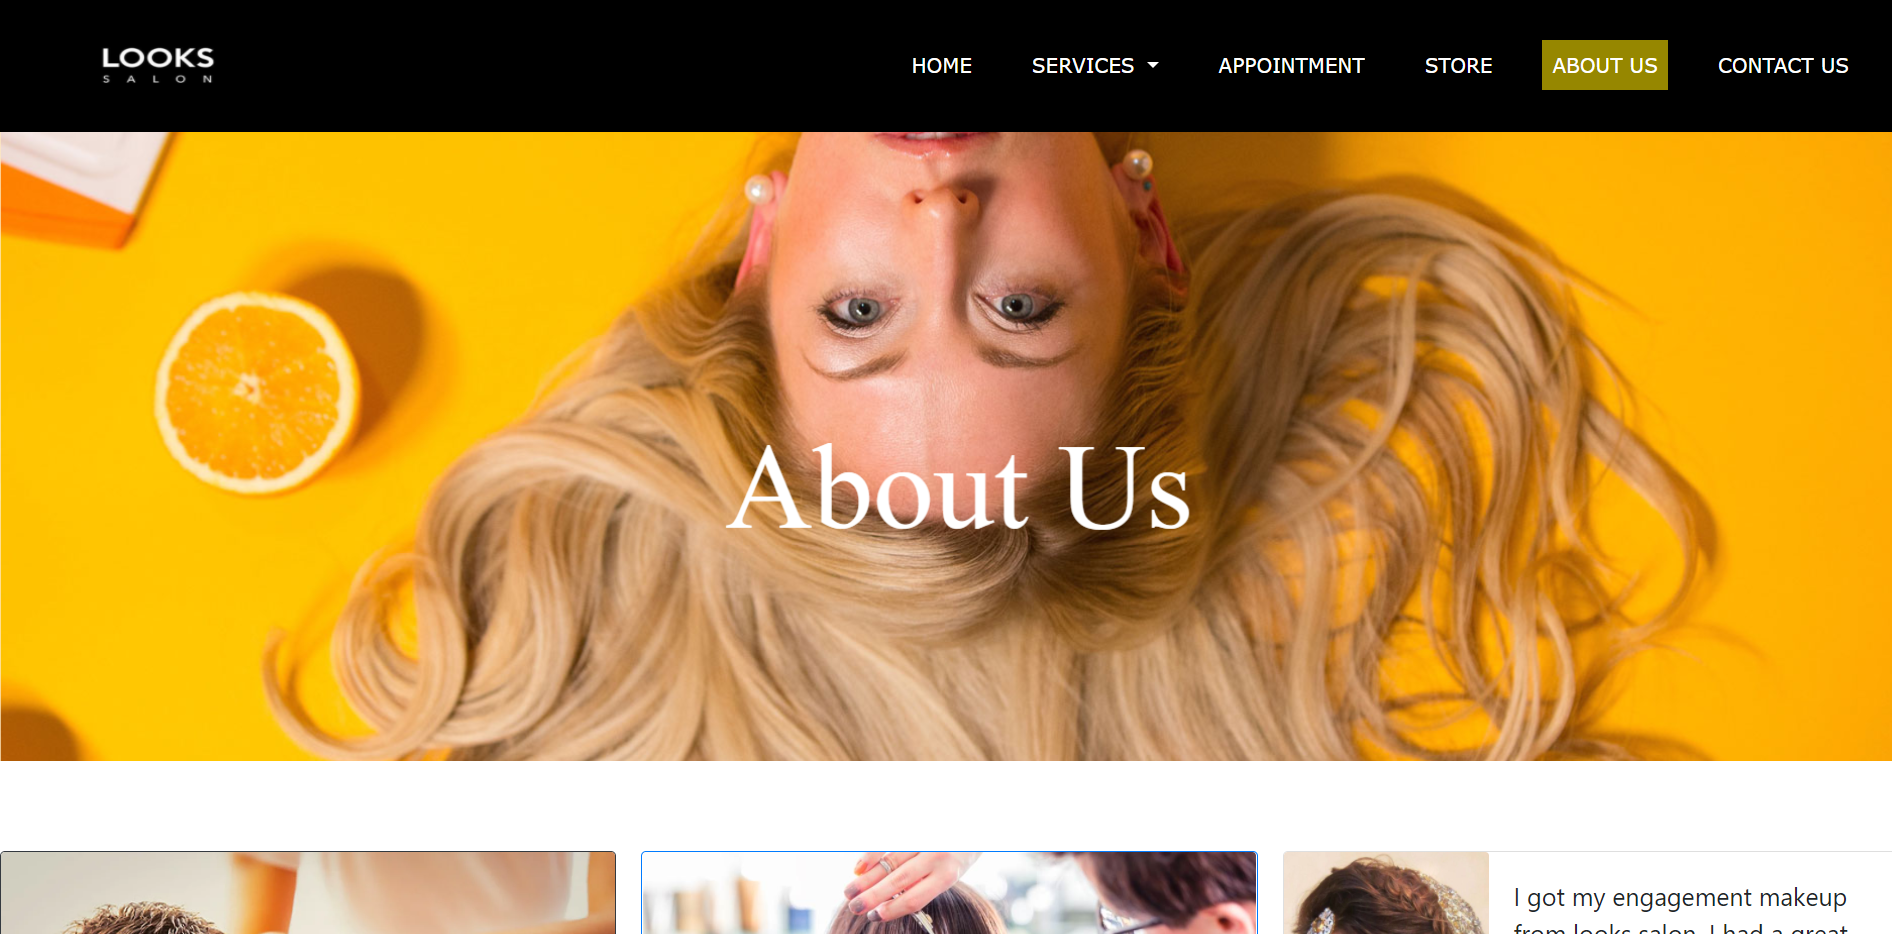 LOOKS
SALON
HOME
SERVICES
APPOINTMENT
STORE
ABOUT US
CONTACT US
About Us
I got my engagement makeup
from looks salon. I had a great